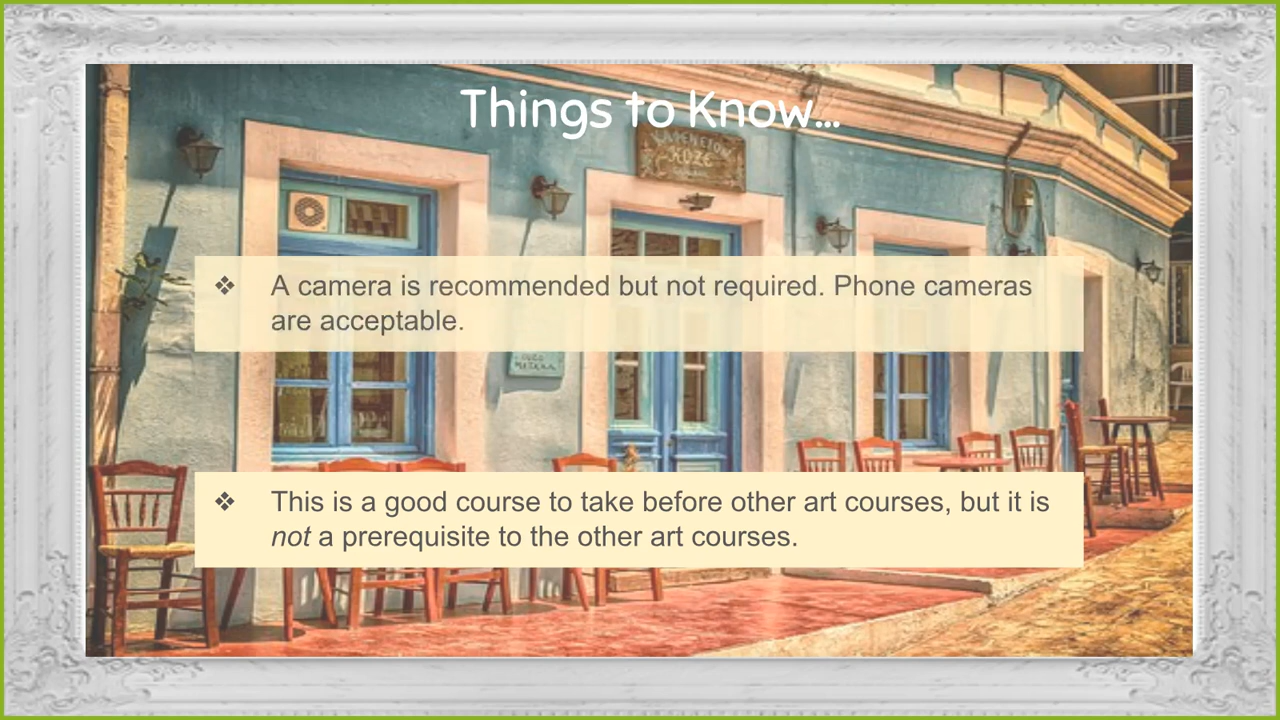 Things to Know...
❖ A camera is recommended but not required. Phone cameras
are acceptable.
❖ This is a good course to take before other art courses, but it is
not a prerequisite to the other art courses.